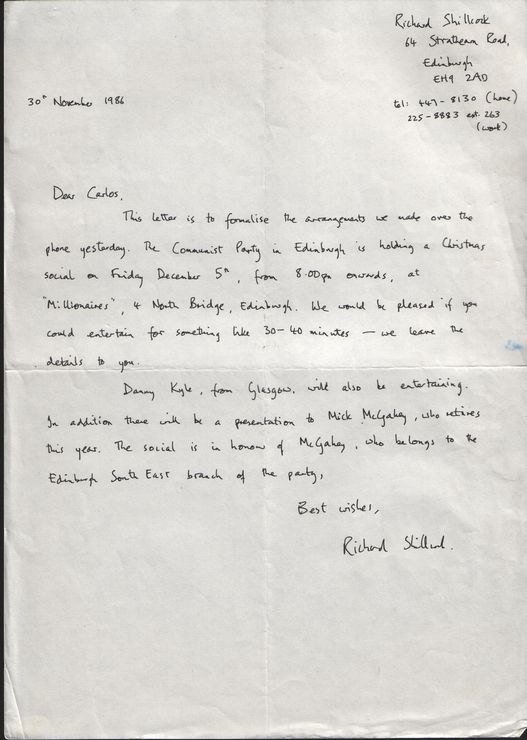 Richard Shillcock
64 Strathearn Road,
Edinburgh
EH9 2AD
tel: 447-8130 (home)
225-8883 ext. 263
(work)
30th November 1986
Dear Carlos,
This letter is to formalise the arrangements we made over the
phone yesterday. The Communist Party in Edinburgh is holding a Christmas
social on Friday December 5th, from 8.00pm onwards, at
"Millionaires", 4 North Bridge, Edinburgh. We would be pleased if you
could entertain for something like 30-40 minutes — we leave the
details to you.
Danny Kyle, from Glasgow, will also be entertaining.
In addition there will be a presentation to Mick McGahey, who retires
this year. The social is in honour of McGahey, who belongs to the
Edinburgh South East branch of the party,
Best wishes,
Richard Shillcock.